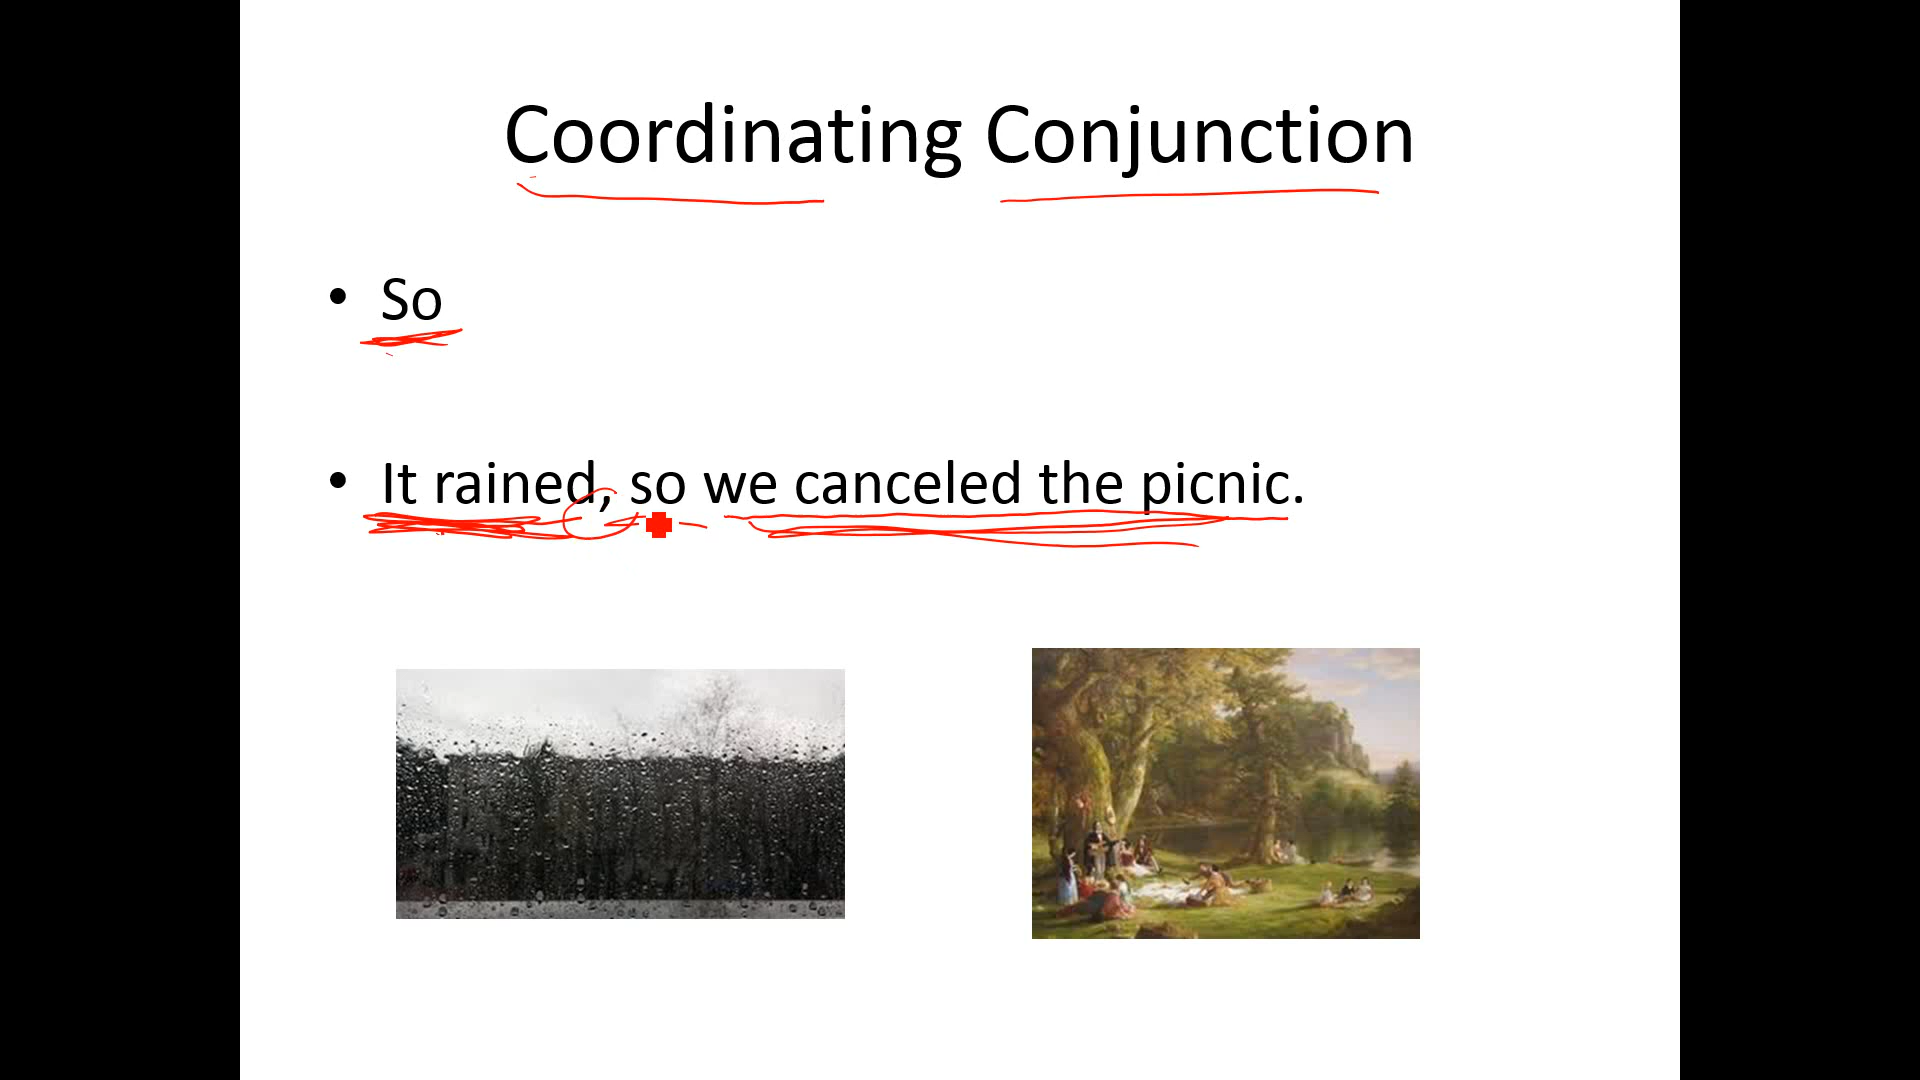 Coordinating Conjunction
• So
• It rained, so we canceled the picnic.